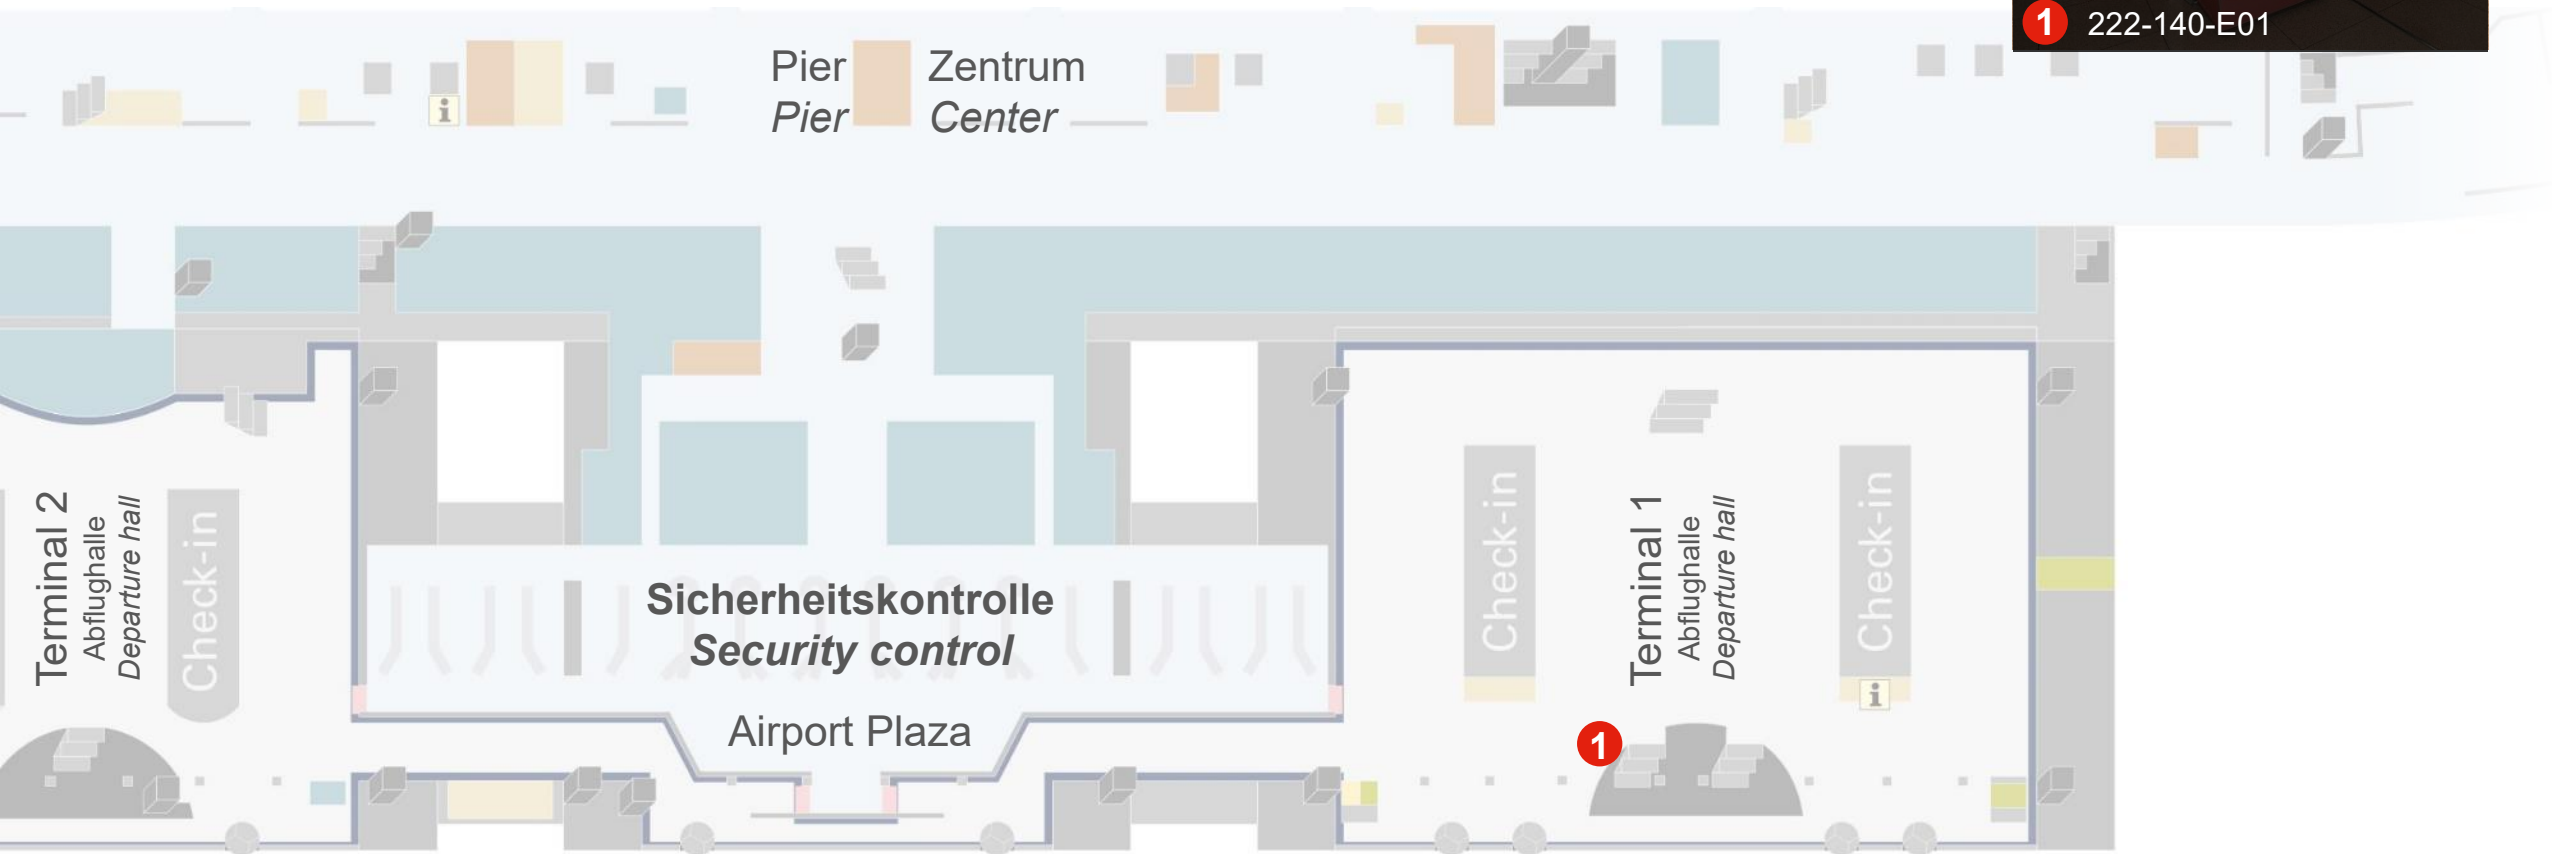 1 222-140-E01
Pier Zentrum
Pier Center
Terminal 2
Abflughalle
Departure hall
Check-in
Sicherheitskontrolle
Security control
Airport Plaza
Check-in
Terminal 1
Abflughalle
Departure hall
Check-in
i
i
1